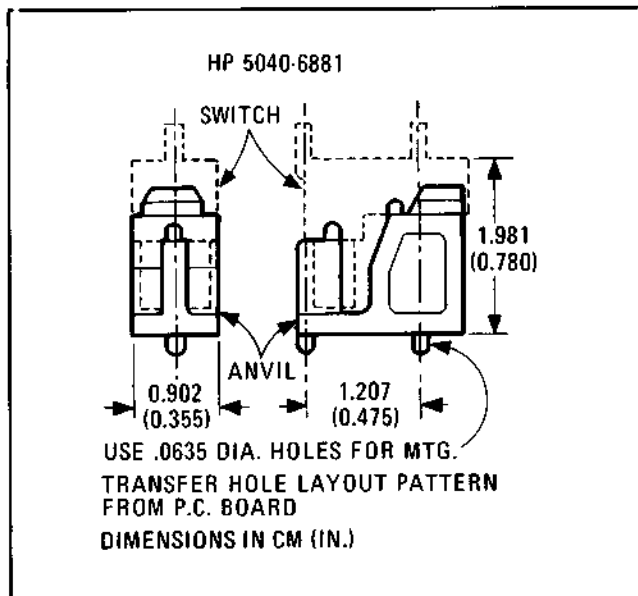 HP 5040-6881
SWITCH
1.981
(0.780)
ANVIL
0.902
(0.355)
1.207
(0.475)
USE .0635 DIA. HOLES FOR MTG.
TRANSFER HOLE LAYOUT PATTERN
FROM P.C. BOARD
DIMENSIONS IN CM (IN.)